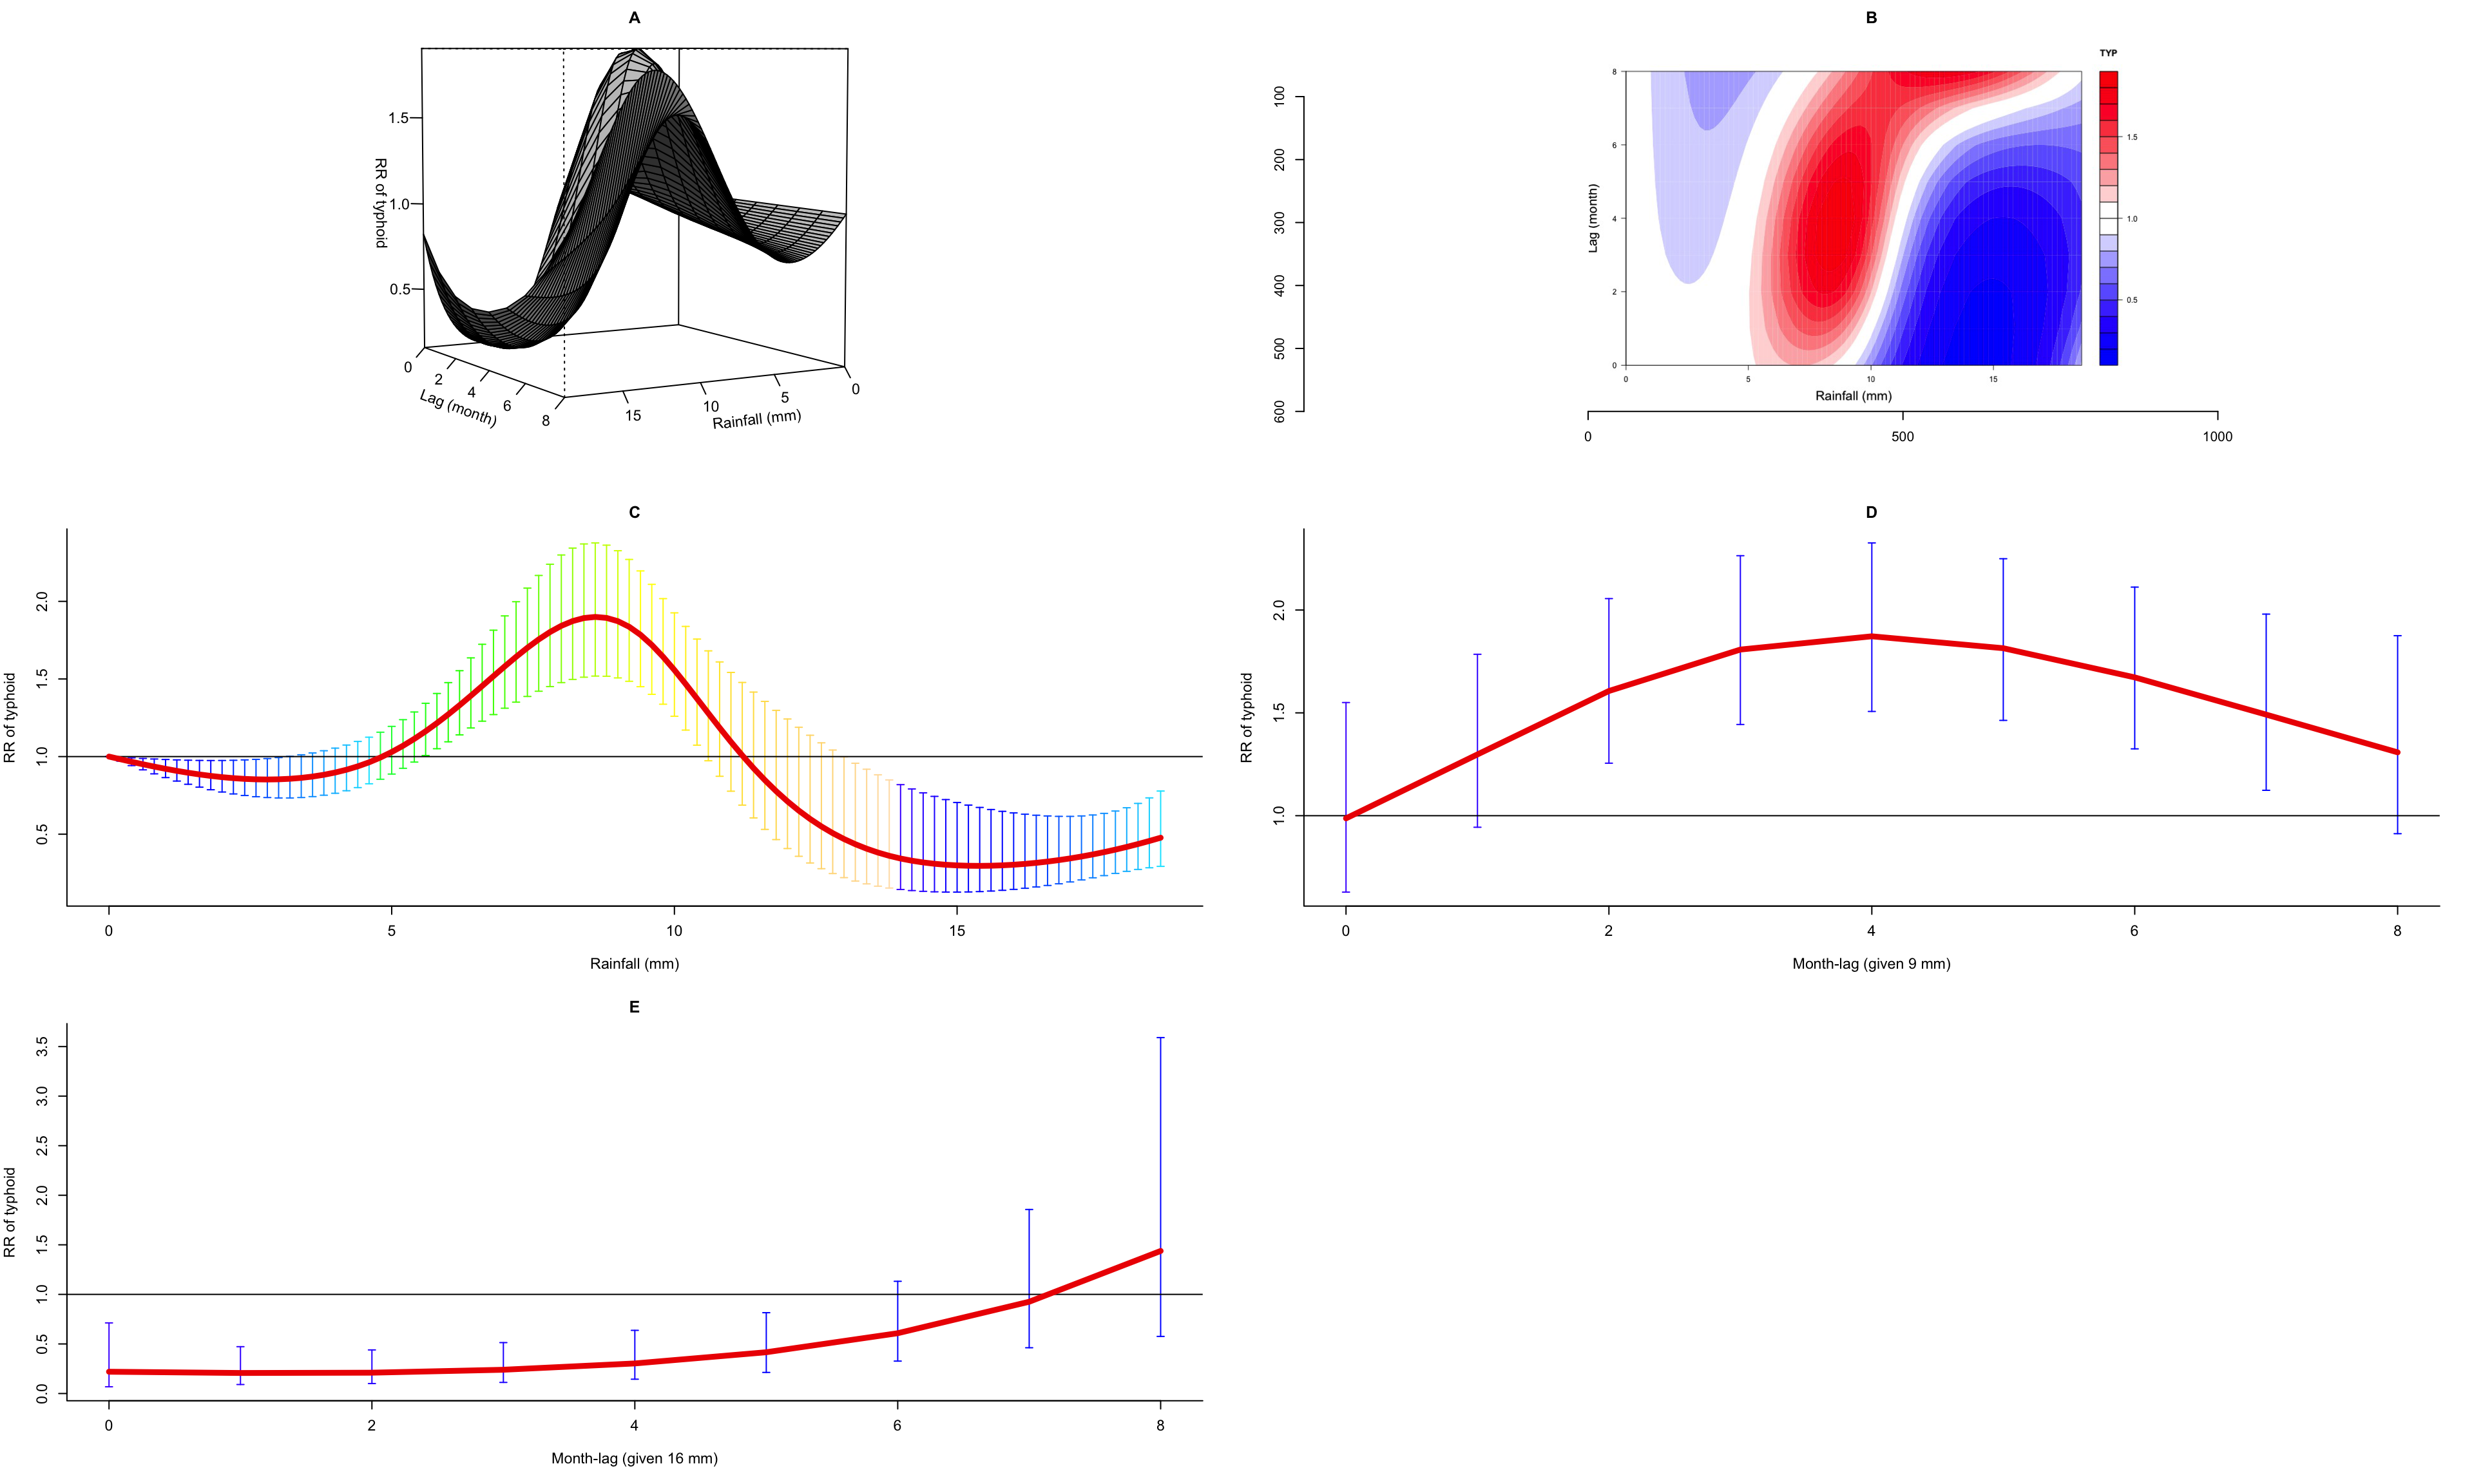 A
1.5
1.0
0.5
RR of typhoid
0
2
4
6
8
Lag (month)
15
10
5
0
Rainfall (mm)
B
100
200
300
400
500
600
TYP
8
6
4
2
0
Lag (month)
0 5 10 15
Rainfall (mm)
1.5
1.0
0.5
0 500 1000
C
2.0
1.5
1.0
0.5
RR of typhoid
0 5 10 15
Rainfall (mm)
D
2.0
1.5
1.0
RR of typhoid
0 2 4 6 8
Month-lag (given 9 mm)
E
3.5
3.0
2.5
2.0
1.5
1.0
0.5
0.0
RR of typhoid
0 2 4 6 8
Month-lag (given 16 mm)